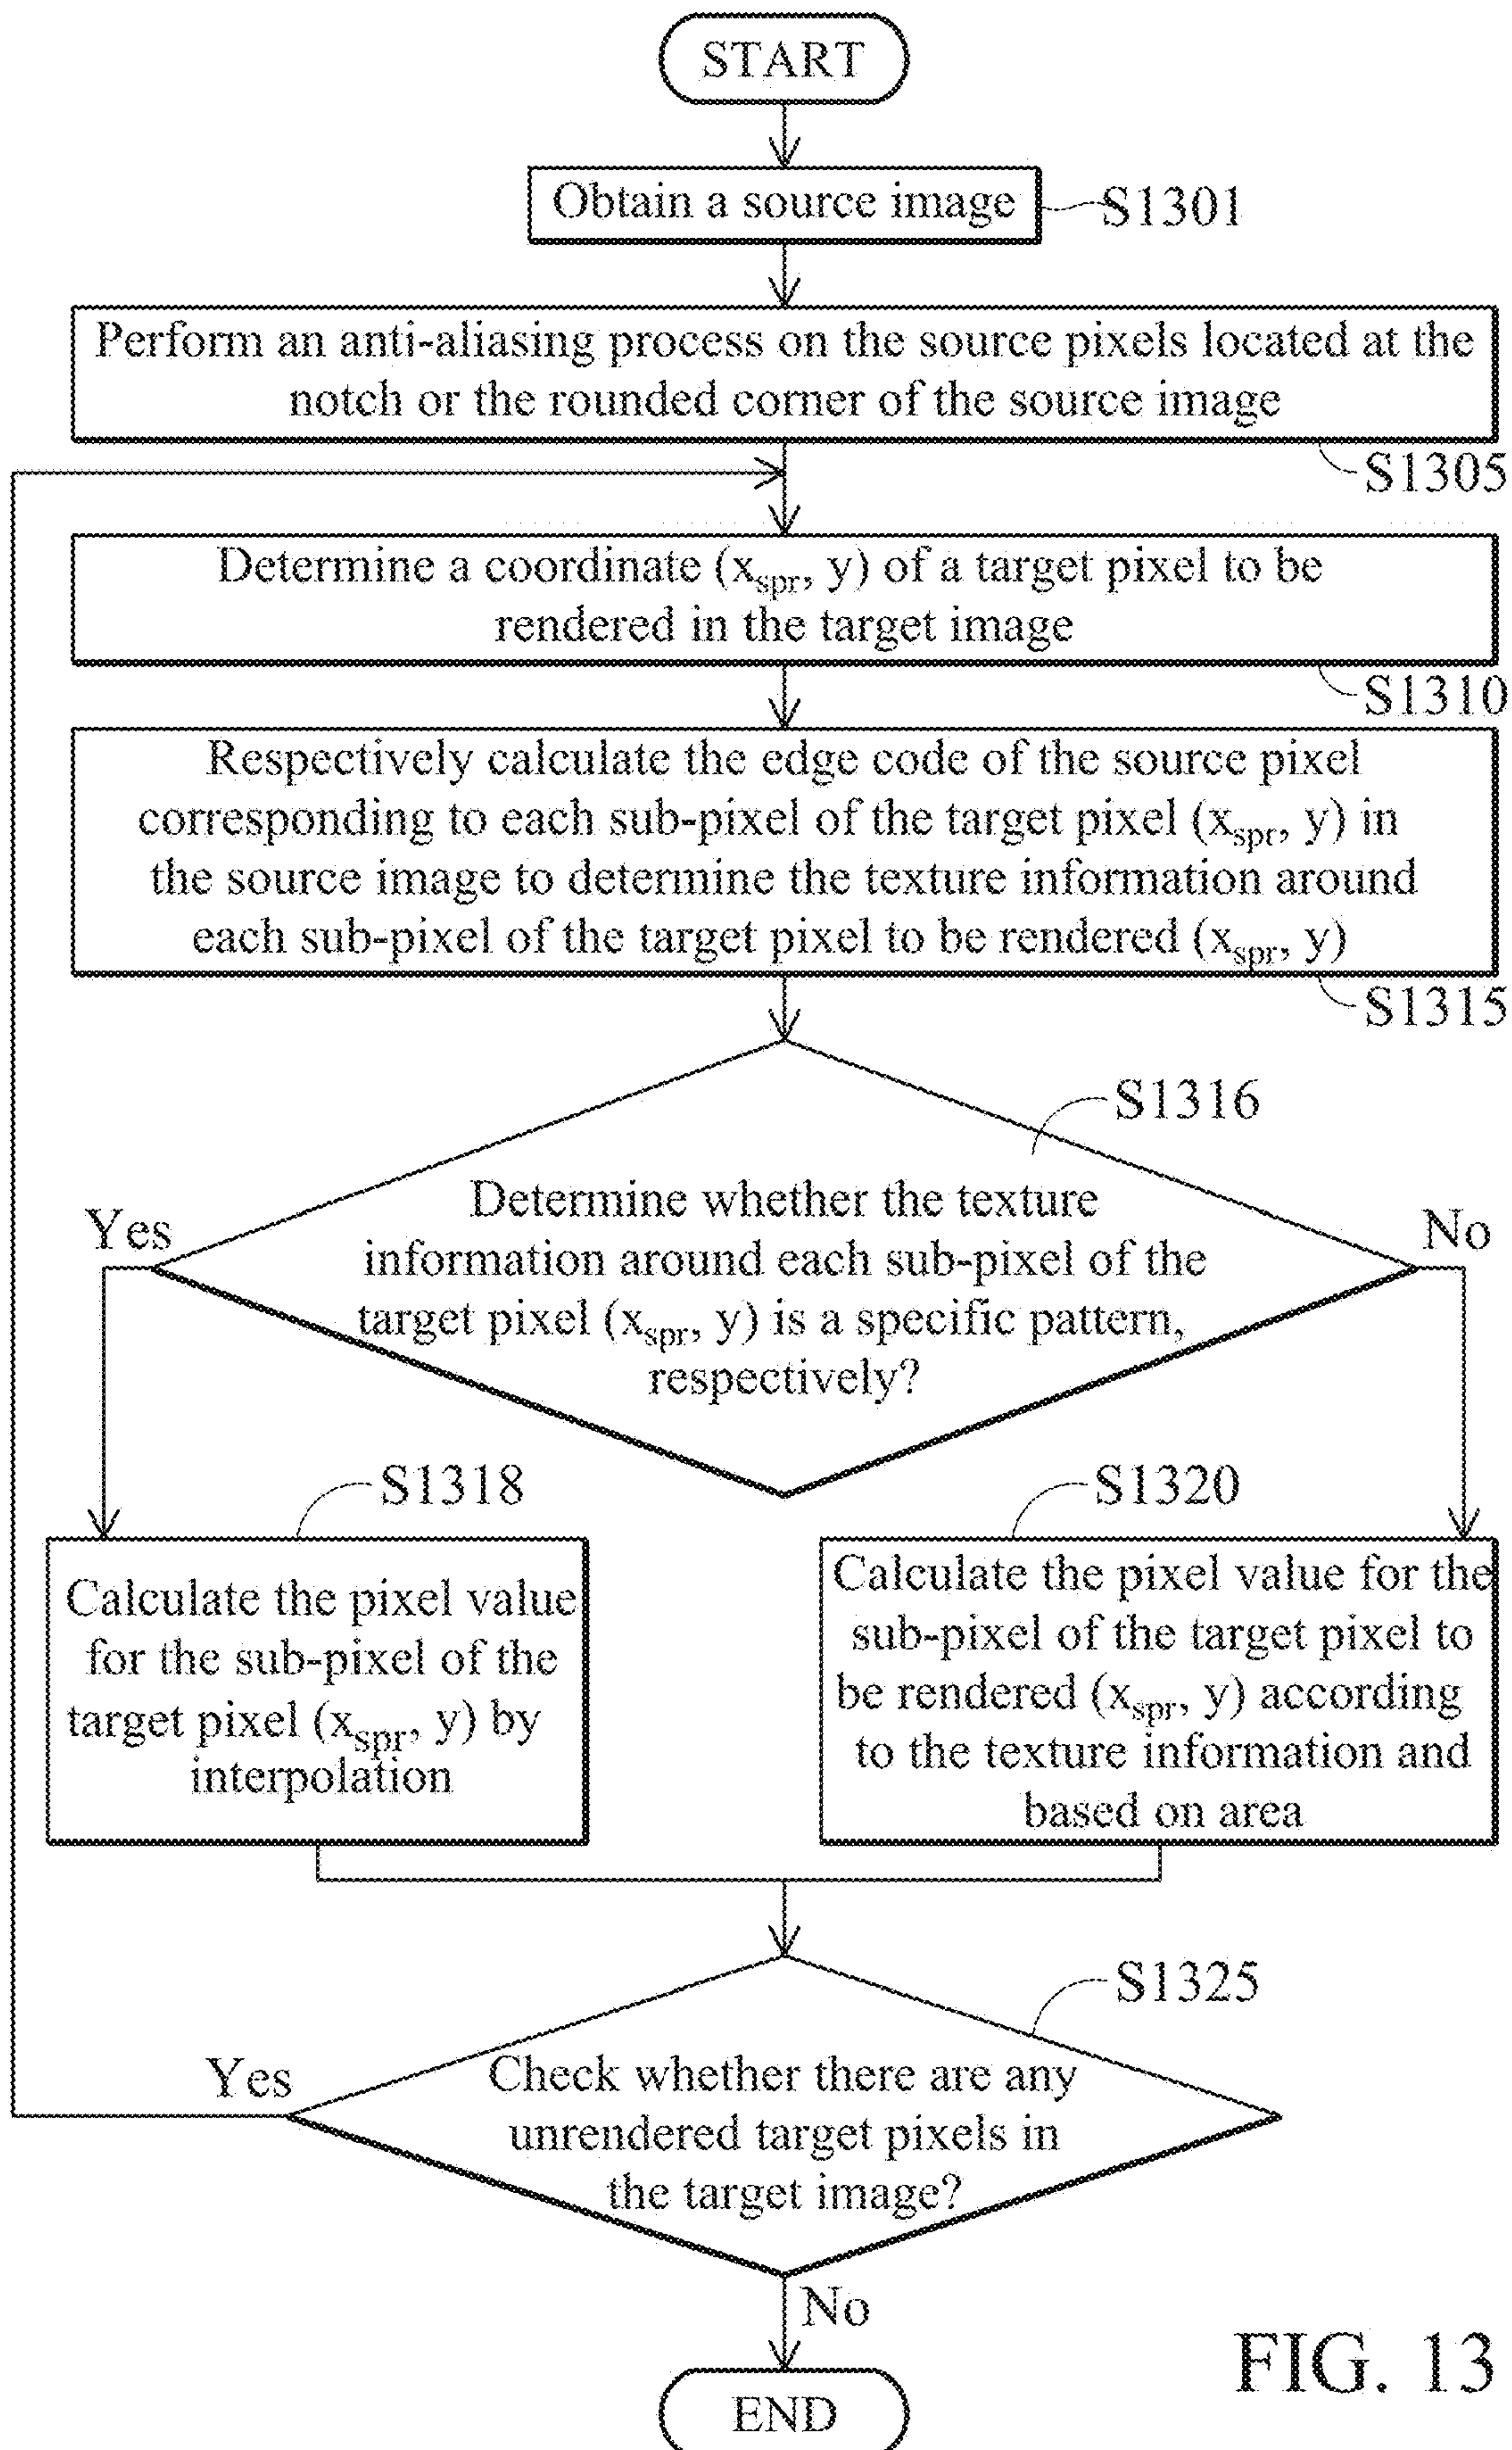 START
Obtain a source image
S1301
Perform an anti-aliasing process on the source pixels located at the
notch or the rounded corner of the source image
S1305
Determine a coordinate (xspr, y) of a target pixel to be
rendered in the target image
S1310
Respectively calculate the edge code of the source pixel
corresponding to each sub-pixel of the target pixel (xspr, y) in
the source image to determine the texture information around
each sub-pixel of the target pixel to be rendered (xspr, y)
S1315
S1316
Determine whether the texture
information around each sub-pixel of the
target pixel (xspr, y) is a specific pattern,
respectively?
Yes
No
S1318
Calculate the pixel value
for the sub-pixel of the
target pixel (xspr, y) by
interpolation
S1320
Calculate the pixel value for the
sub-pixel of the target pixel to
be rendered (xspr, y) according
to the texture information and
based on area
S1325
Check whether there are any
unrendered target pixels in
the target image?
Yes
No
END
FIG. 13